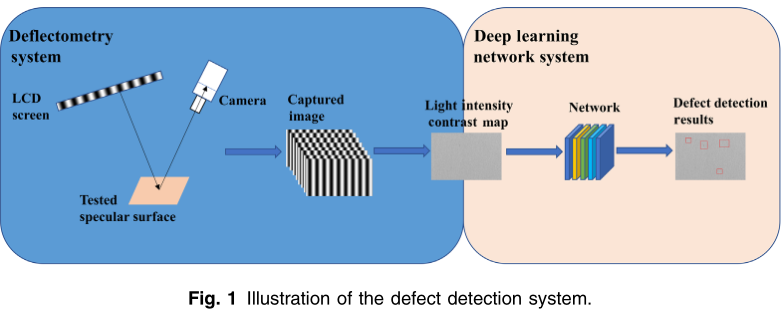 Deflectometry
system
Deep learning
network system
LCD
screen
Camera
Captured
image
Light intensity
contrast map
Network
Defect detection
results
Tested
specular surface
Fig. 1 Illustration of the defect detection system.